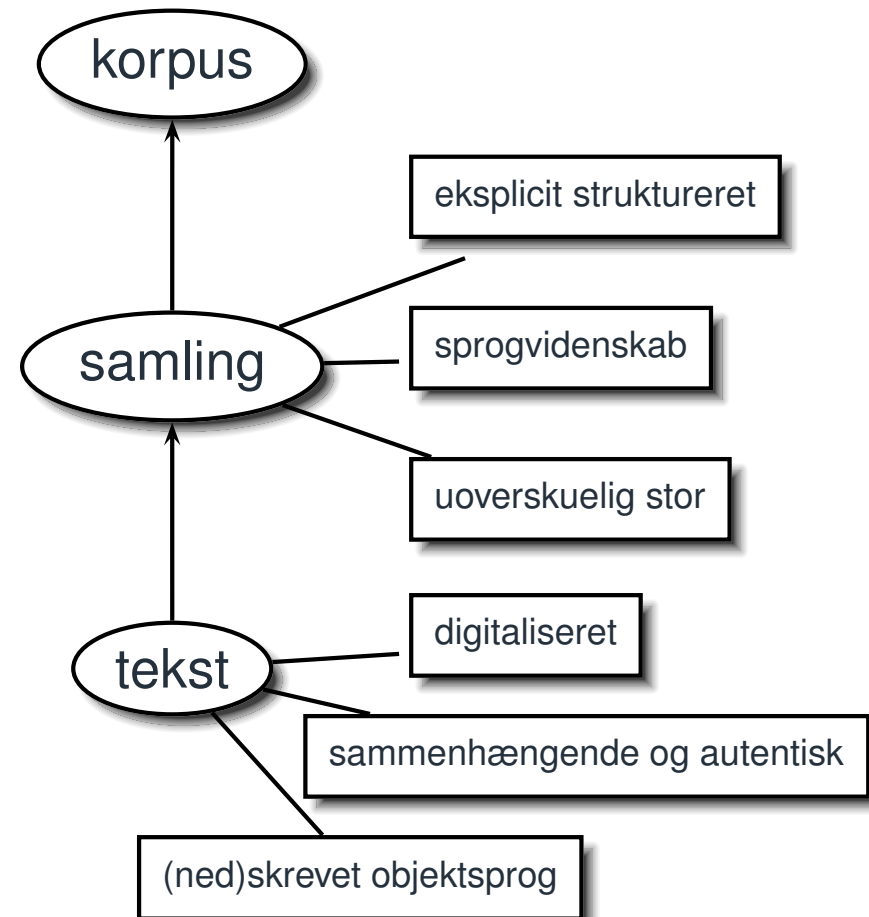 korpus
eksplicit struktureret
sprogvidenskab
samling
uoverskuelig stor
digitaliseret
tekst
sammenhængende og autentisk
(ned)skrevet objektsprog